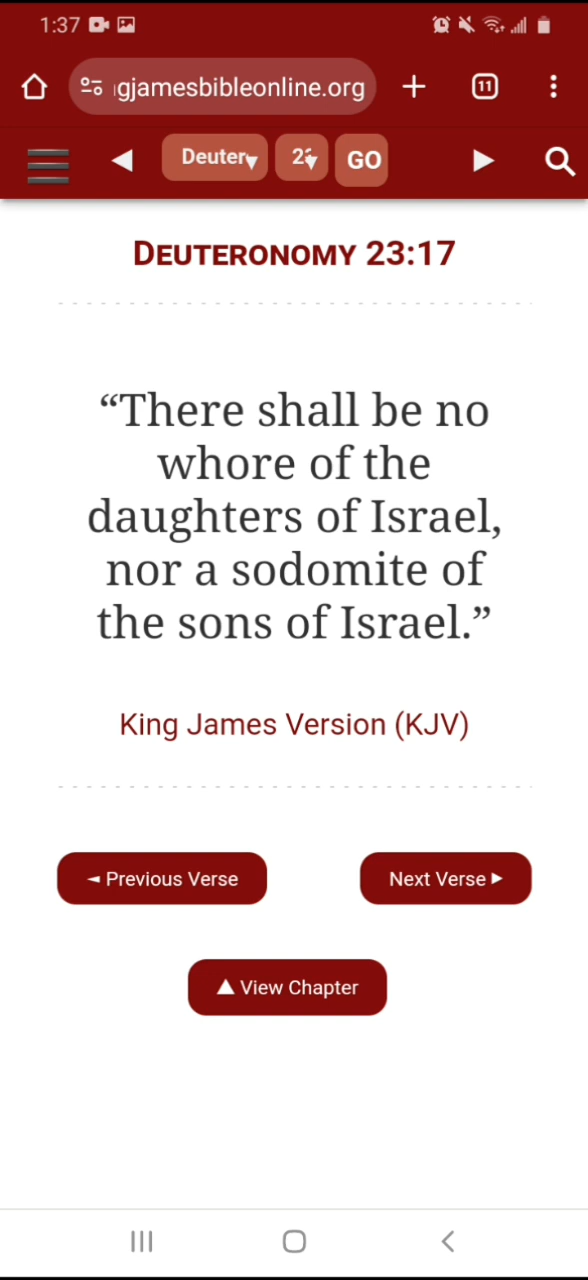 1:37
gjamesbibleonline.org
11
Deuter
GO
DEUTERONOMY 23:17
“There shall be no
whore of the
daughters of Israel,
nor a sodomite of
the sons of Israel.”
King James Version (KJV)
◄ Previous Verse
Next Verse ►
▲ View Chapter